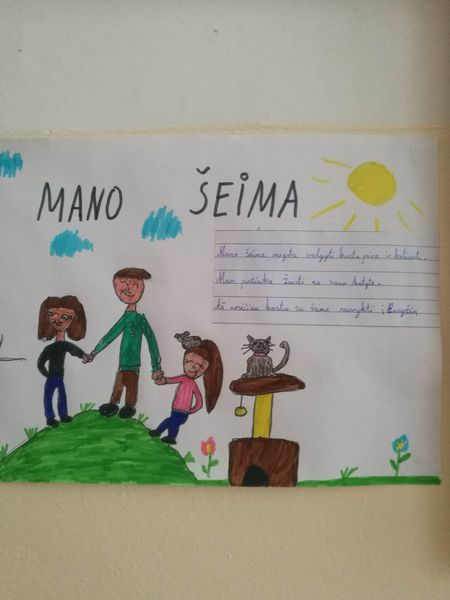 MANO ŠEIMA
Mano šeima mėgsta valgyti kartu picą ir keliauti.
Man patinka žaisti su savo katyte.
Aš norėčiau kartu su šeima nuvykti į